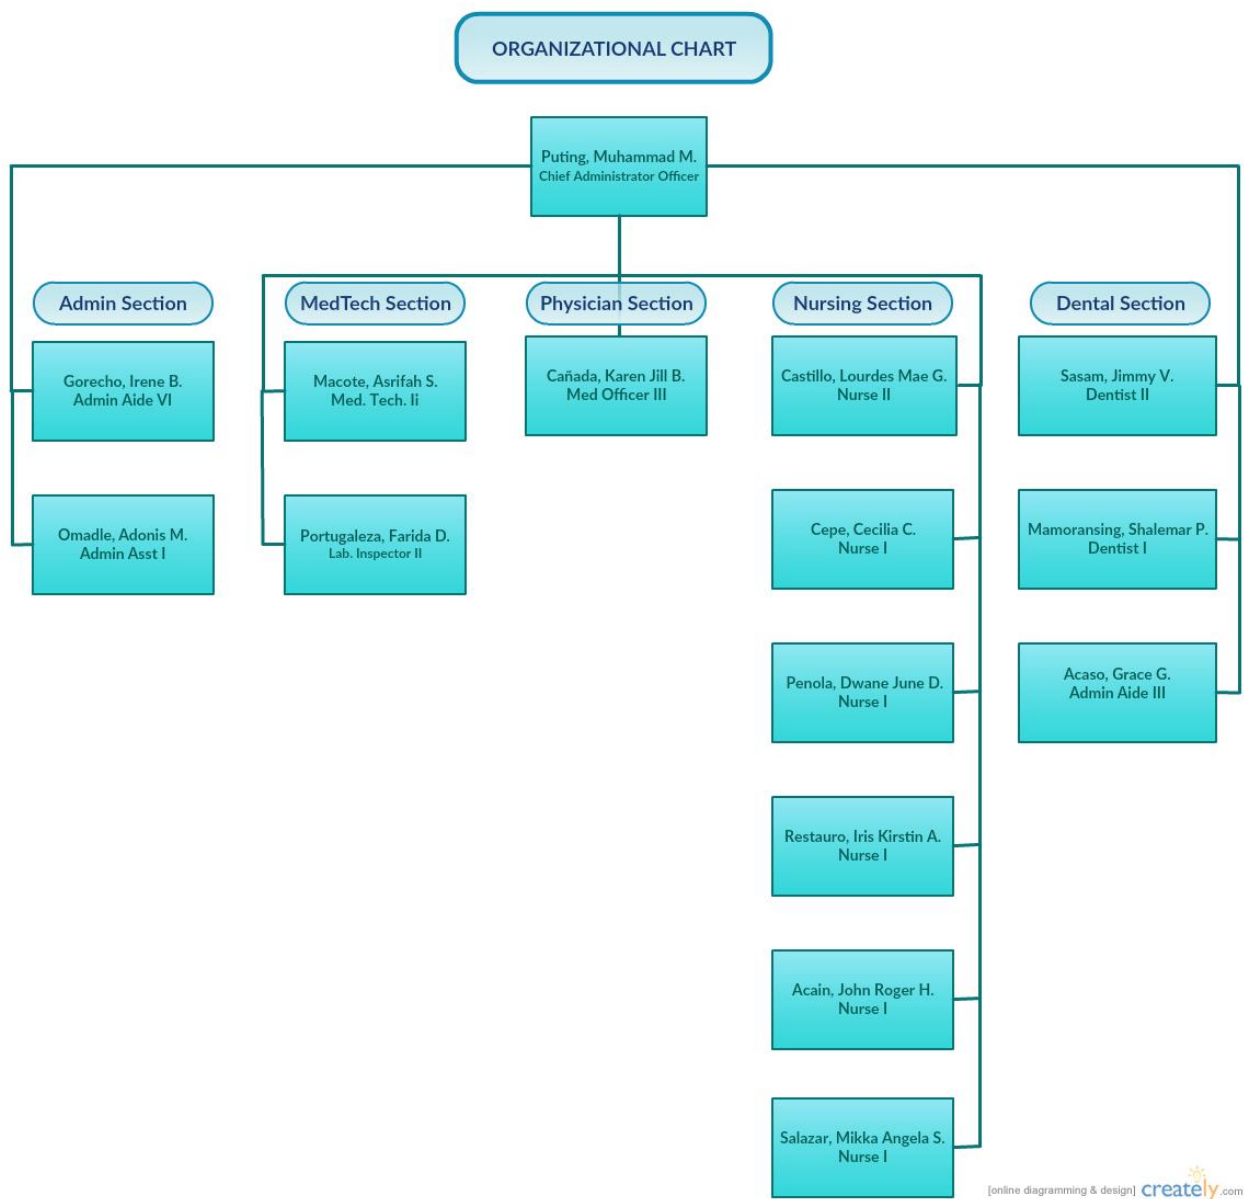 ORGANIZATIONAL CHART
Puting, Muhammad M.
Chief Administrator Officer
Admin Section
Gorecho, Irene B.
Admin Aide VI
Omadle, Adonis M.
Admin Asst I
MedTech Section
Macote, Asrifah S.
Med. Tech. Ii
Portugaleza, Farida D.
Lab. Inspector II
Physician Section
Cañada, Karen Jill B.
Med Officer III
Nursing Section
Castillo, Lourdes Mae G.
Nurse II
Cepe, Cecilia C.
Nurse I
Penola, Dwane June D.
Nurse I
Restauro, Iris Kirstin A.
Nurse I
Acain, John Roger H.
Nurse I
Salazar, Mikka Angela S.
Nurse I
Dental Section
Sasam, Jimmy V.
Dentist II
Mamoransing, Shalemar P.
Dentist I
Acaso, Grace G.
Admin Aide III
[online diagramming & design] creately.com